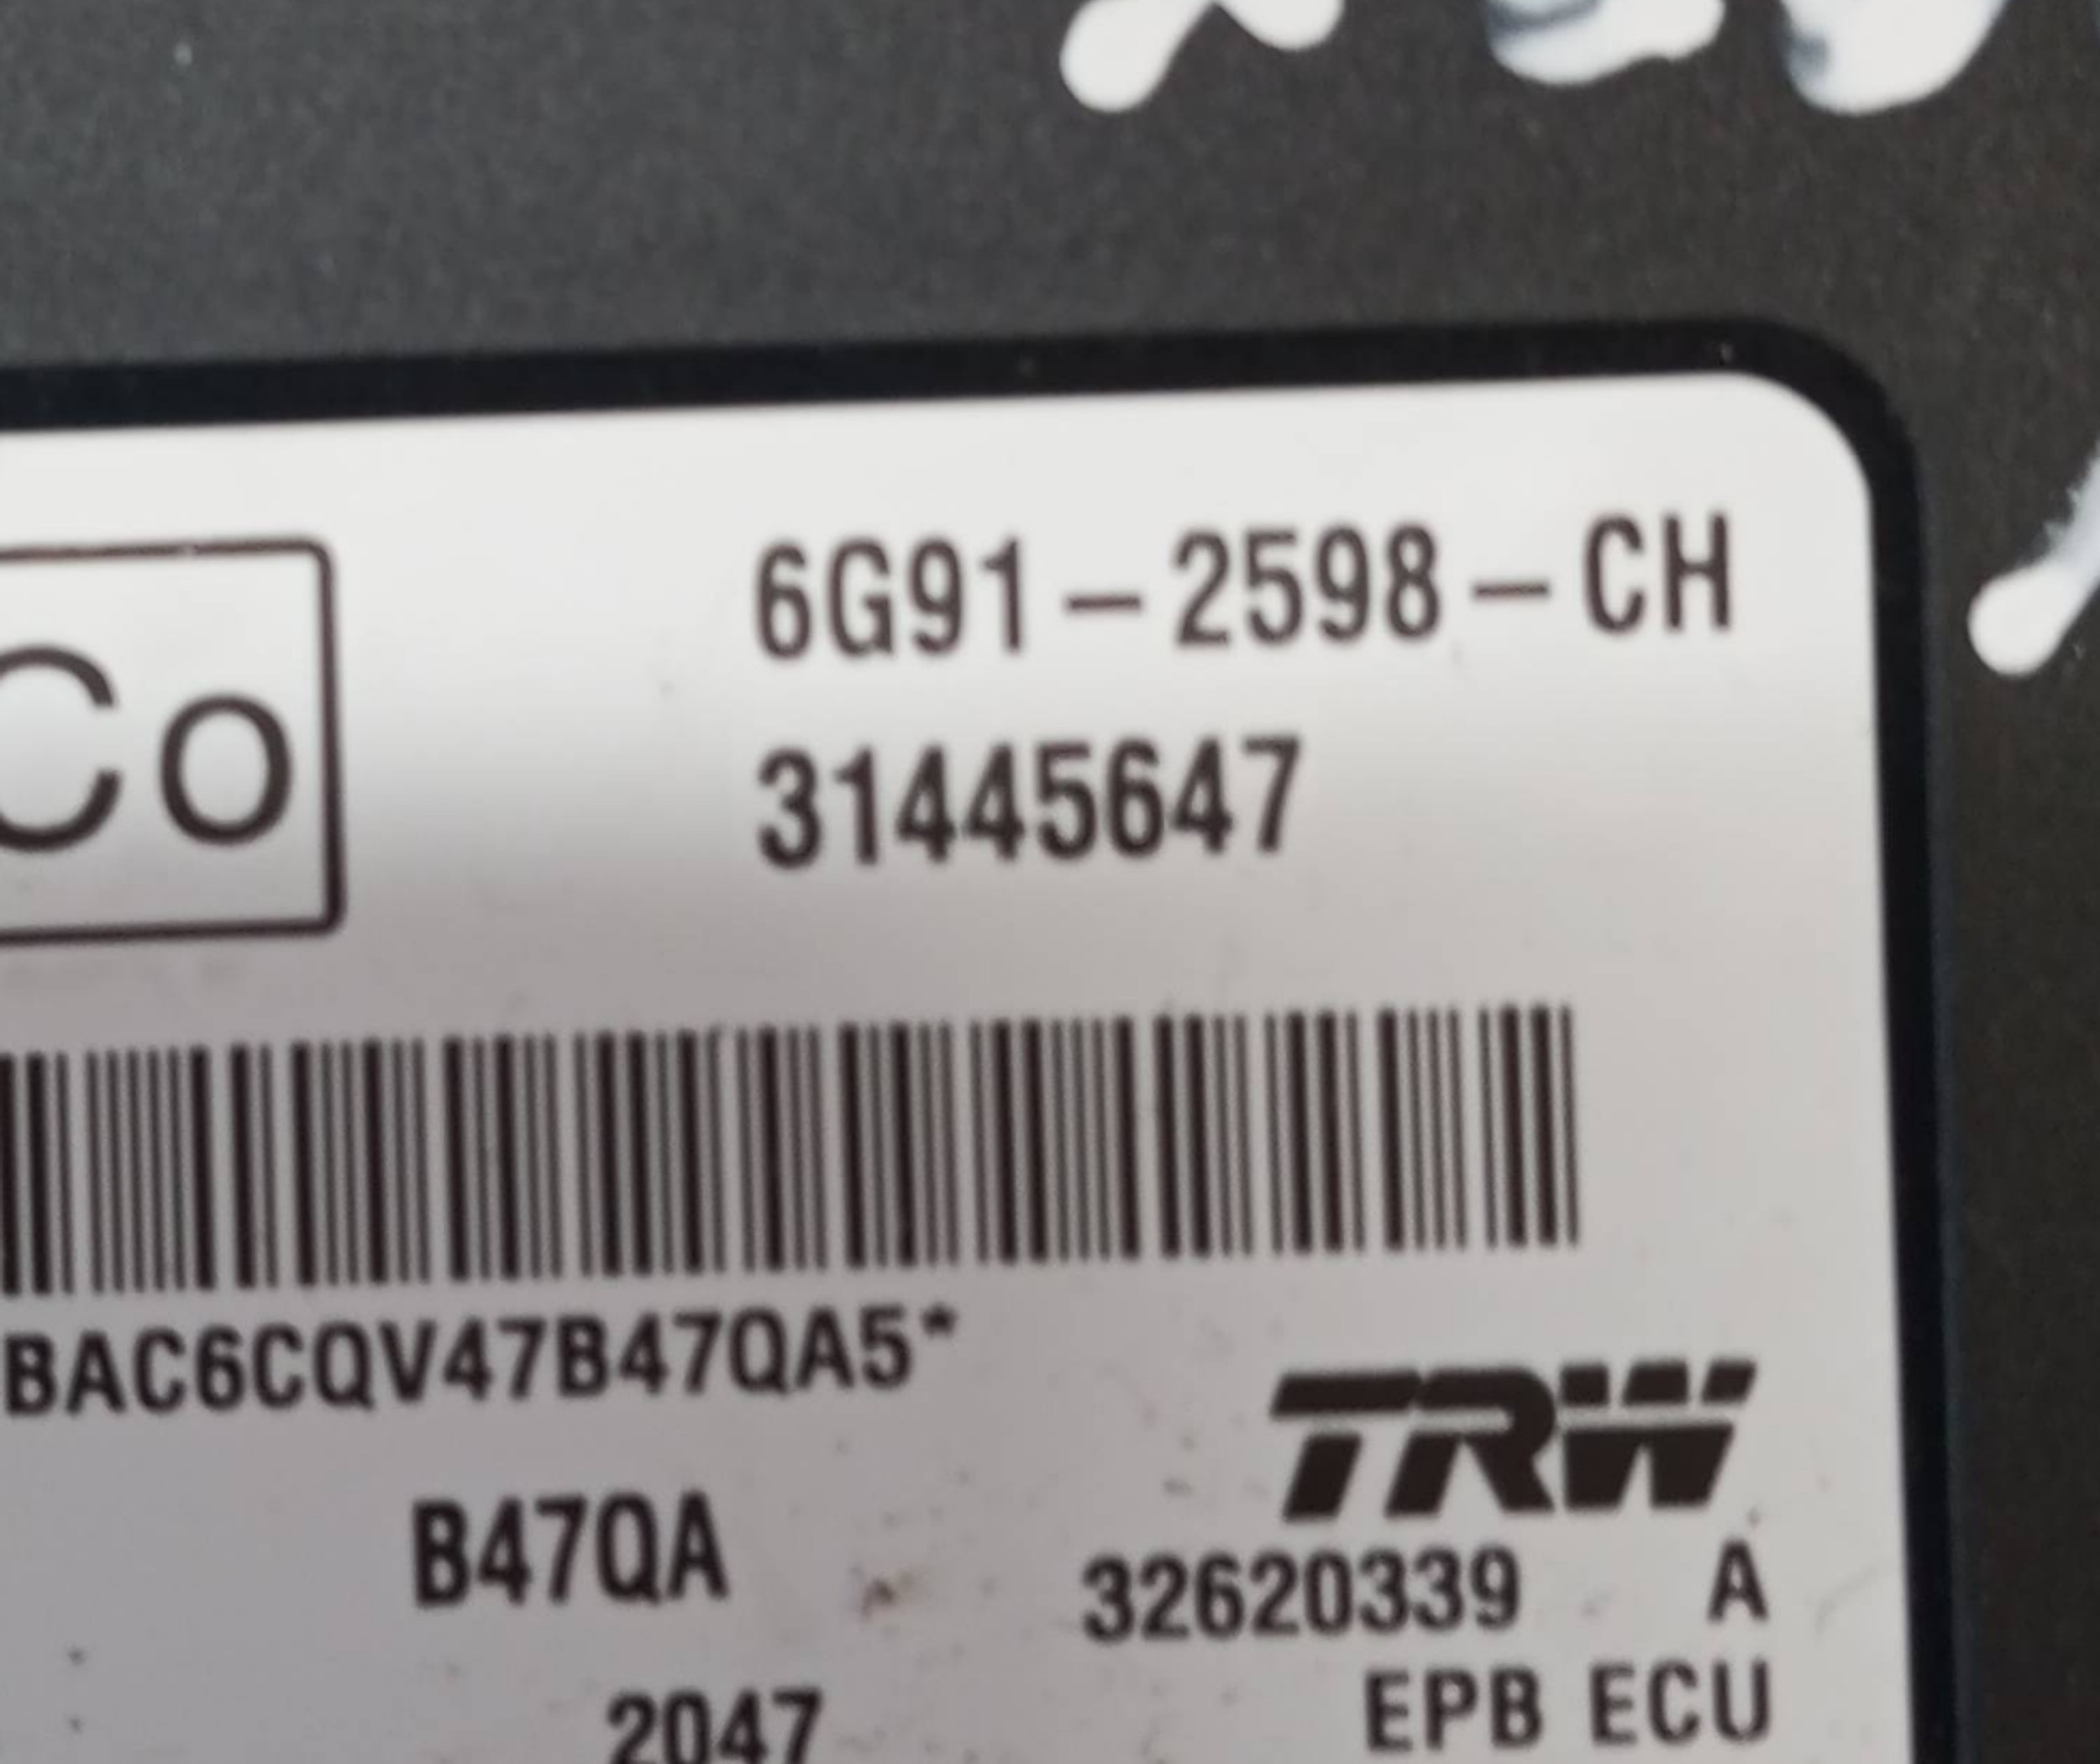 6G91-2598-CH
Co
31445647
BAC6CQV47B47QA5*
TRW
B47QA
32620339 A
2047
EPB ECU